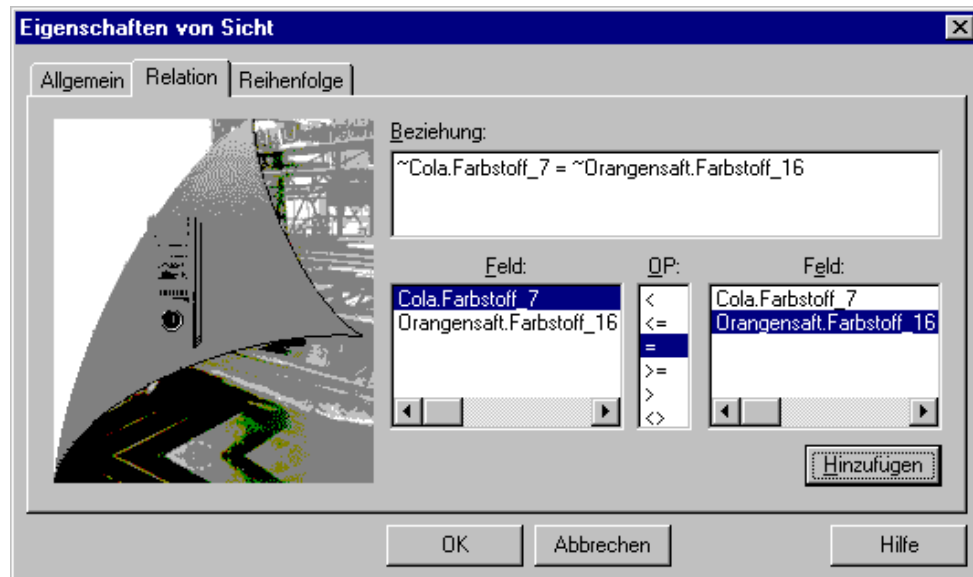 Eigenschaften von Sicht
Allgemein Relation Reihenfolge
Beziehung:
~Cola.Farbstoff_7 = ~Orangensaft.Farbstoff_16
Feld: OP: Feld:
Cola.Farbstoff_7 < Cola.Farbstoff_7
Orangensaft.Farbstoff_16 <= Orangensaft.Farbstoff_16
=
>=
>
<>
Hinzufügen
OK Abbrechen Hilfe